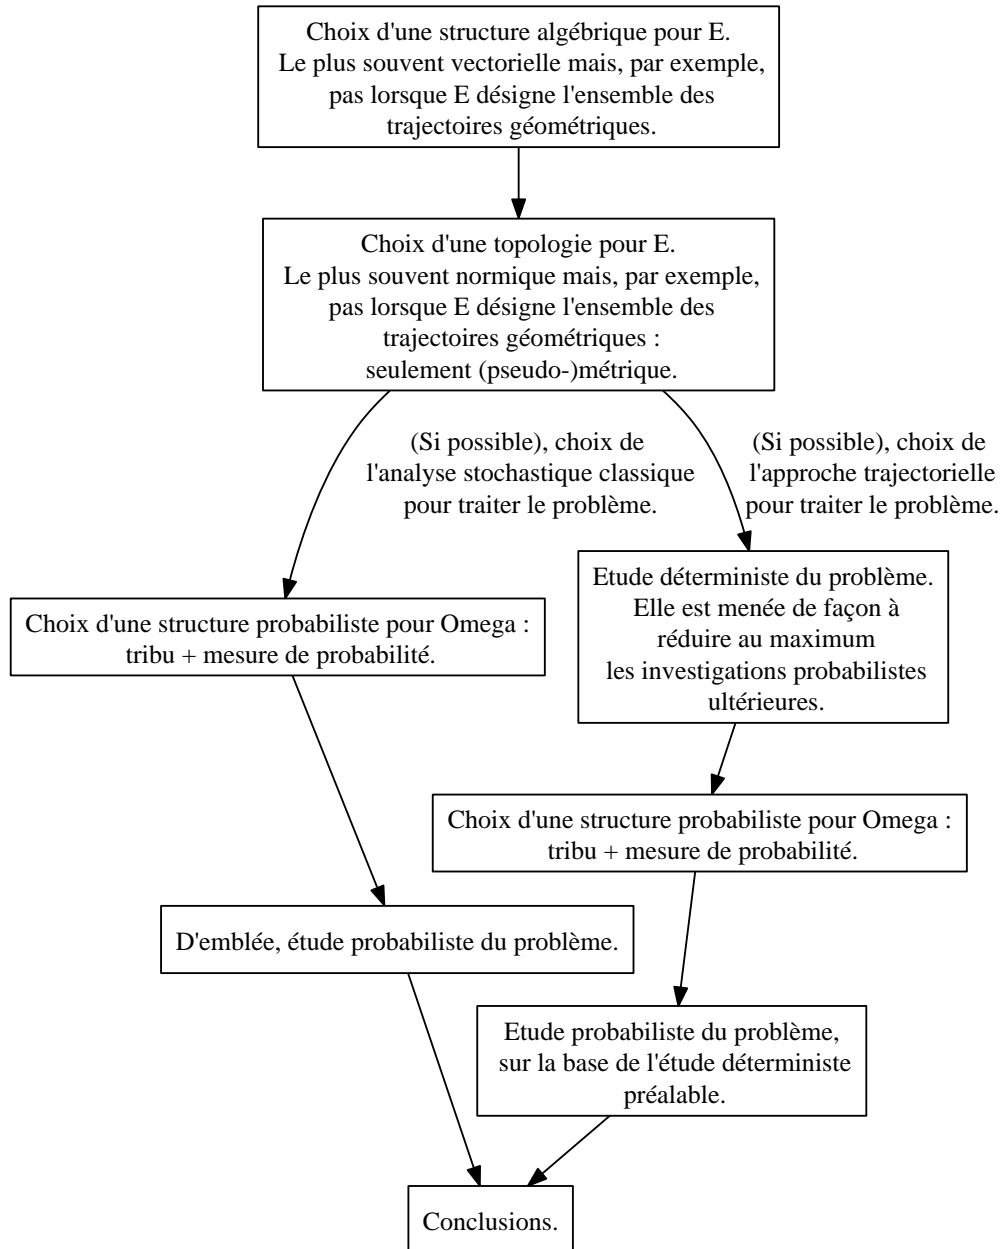 Choix d'une structure algébrique pour E.
Le plus souvent vectorielle mais, par exemple,
pas lorsque E désigne l'ensemble des
trajectoires géométriques.
Choix d'une topologie pour E.
Le plus souvent normique mais, par exemple,
pas lorsque E désigne l'ensemble des
trajectoires géométriques :
seulement (pseudo-)métrique.
(Si possible), choix de
l'analyse stochastique classique
pour traiter le problème.
(Si possible), choix de
l'approche trajectorielle
pour traiter le problème.
Choix d'une structure probabiliste pour Omega :
tribu + mesure de probabilité.
Etude déterministe du problème.
Elle est menée de façon à
réduire au maximum
les investigations probabilistes
ultérieures.
Choix d'une structure probabiliste pour Omega :
tribu + mesure de probabilité.
D'emblée, étude probabiliste du problème.
Etude probabiliste du problème,
sur la base de l'étude déterministe
préalable.
Conclusions.